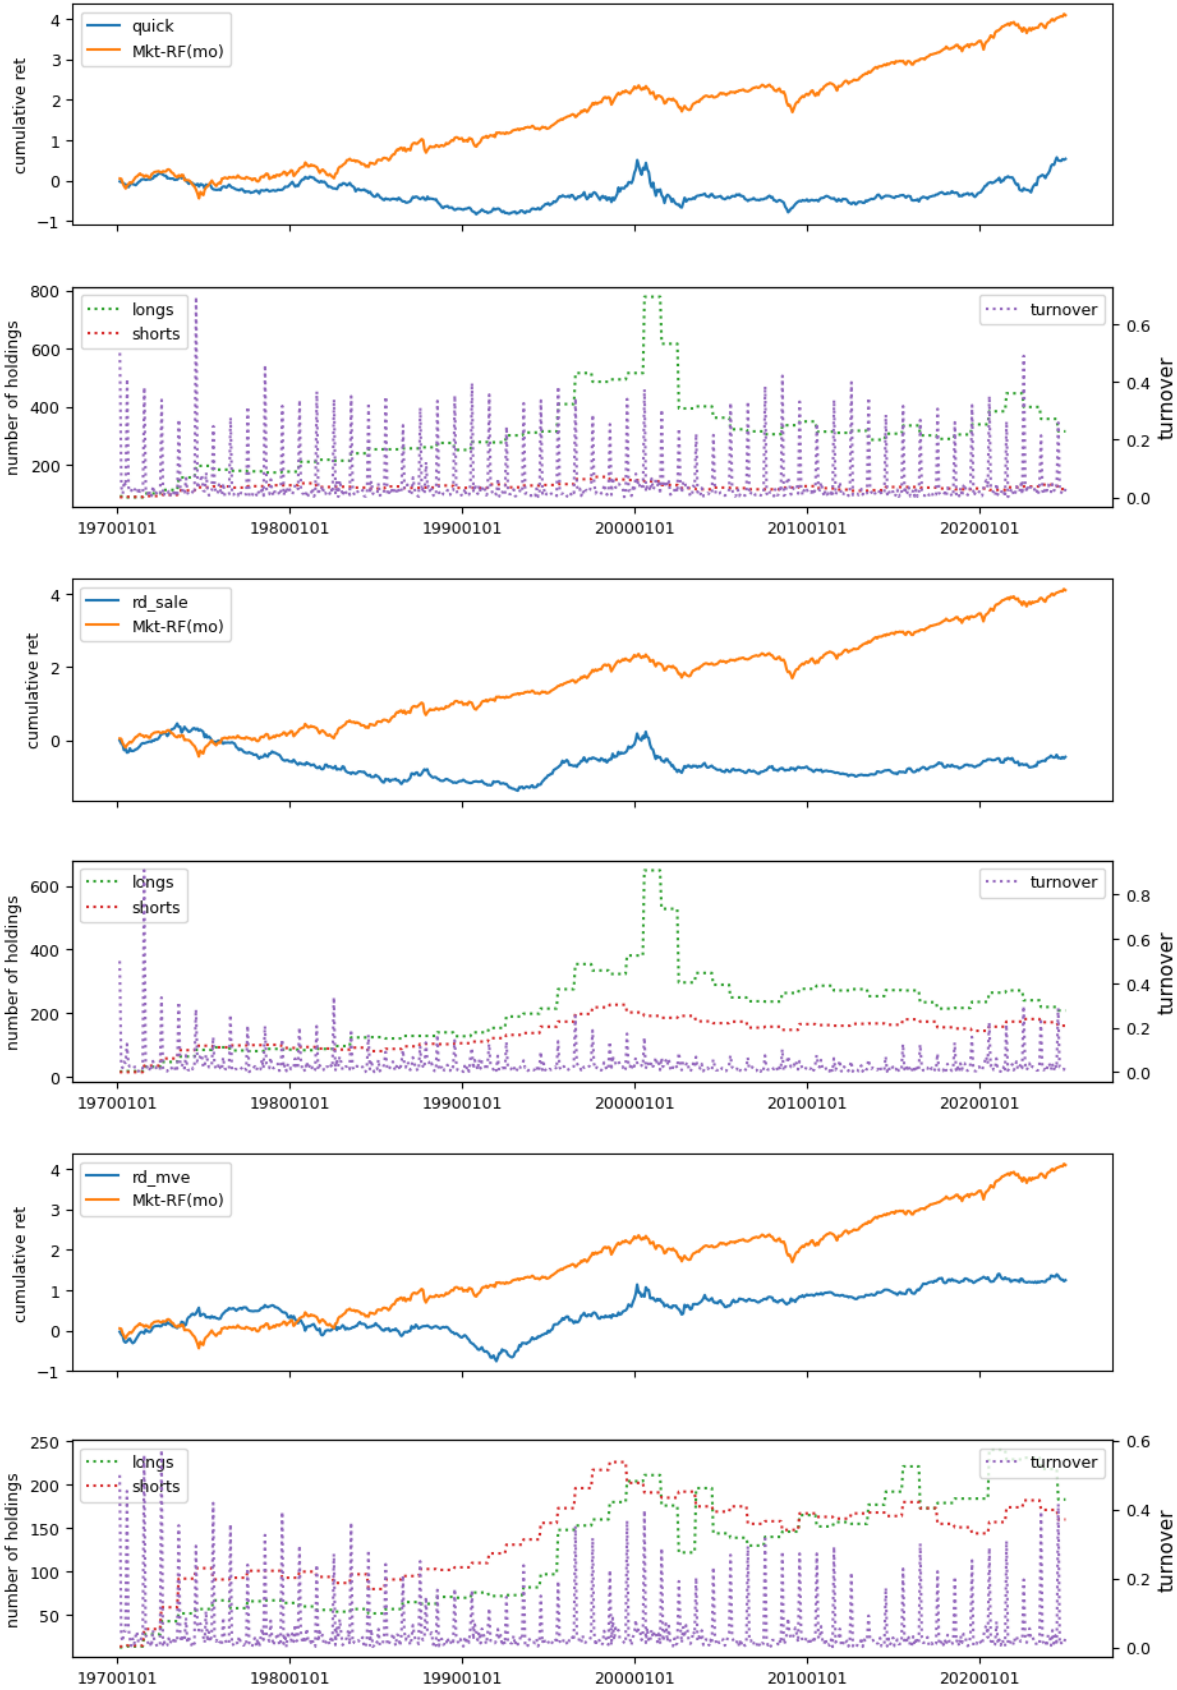 quick
Mkt-RF(mo)
cumulative ret
4
3
2
1
0
−1
longs
shorts
turnover
number of holdings
turnover
800
600
400
200
0.6
0.4
0.2
0.0
19700101 19800101 19900101 20000101 20100101 20200101
rd_sale
Mkt-RF(mo)
cumulative ret
4
2
0
longs
shorts
turnover
number of holdings
turnover
600
400
200
0
0.8
0.6
0.4
0.2
0.0
19700101 19800101 19900101 20000101 20100101 20200101
rd_mve
Mkt-RF(mo)
cumulative ret
4
3
2
1
0
−1
longs
shorts
turnover
number of holdings
turnover
250
200
150
100
50
0.6
0.4
0.2
0.0
19700101 19800101 19900101 20000101 20100101 20200101